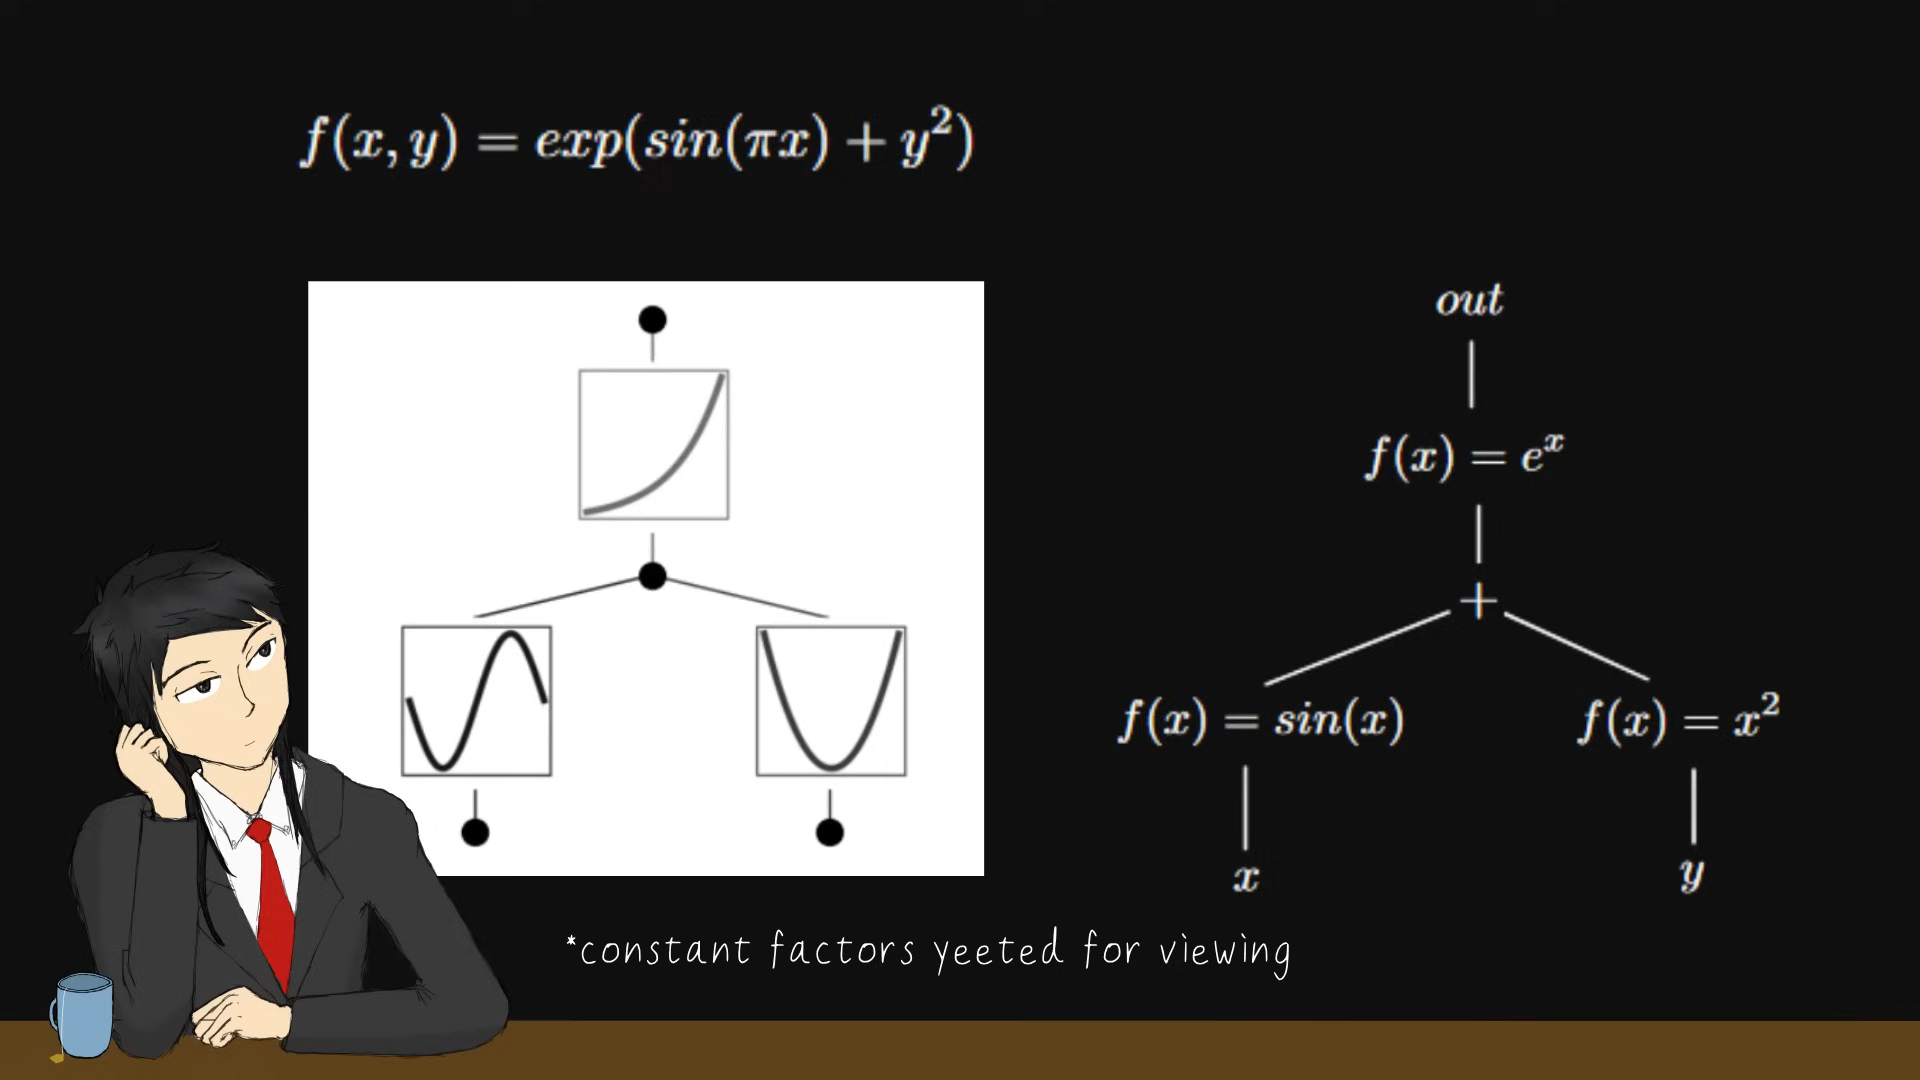 f(x, y) = exp(sin(πx) + y²)
out
f(x) = eˣ
+
f(x) = sin(x)
f(x) = x²
x
y
*constant factors yeeted for viewing